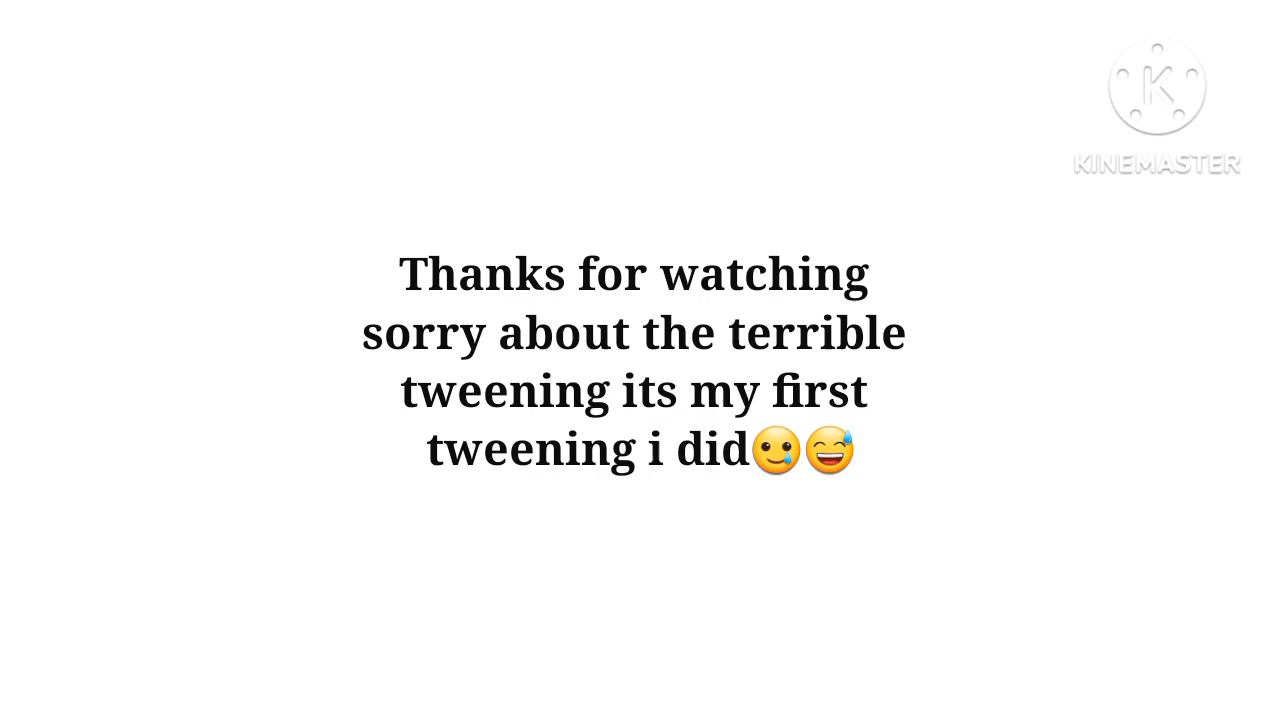 K
KINEMASTER
Thanks for watching
sorry about the terrible
tweening its my first
tweening i did🥲😅